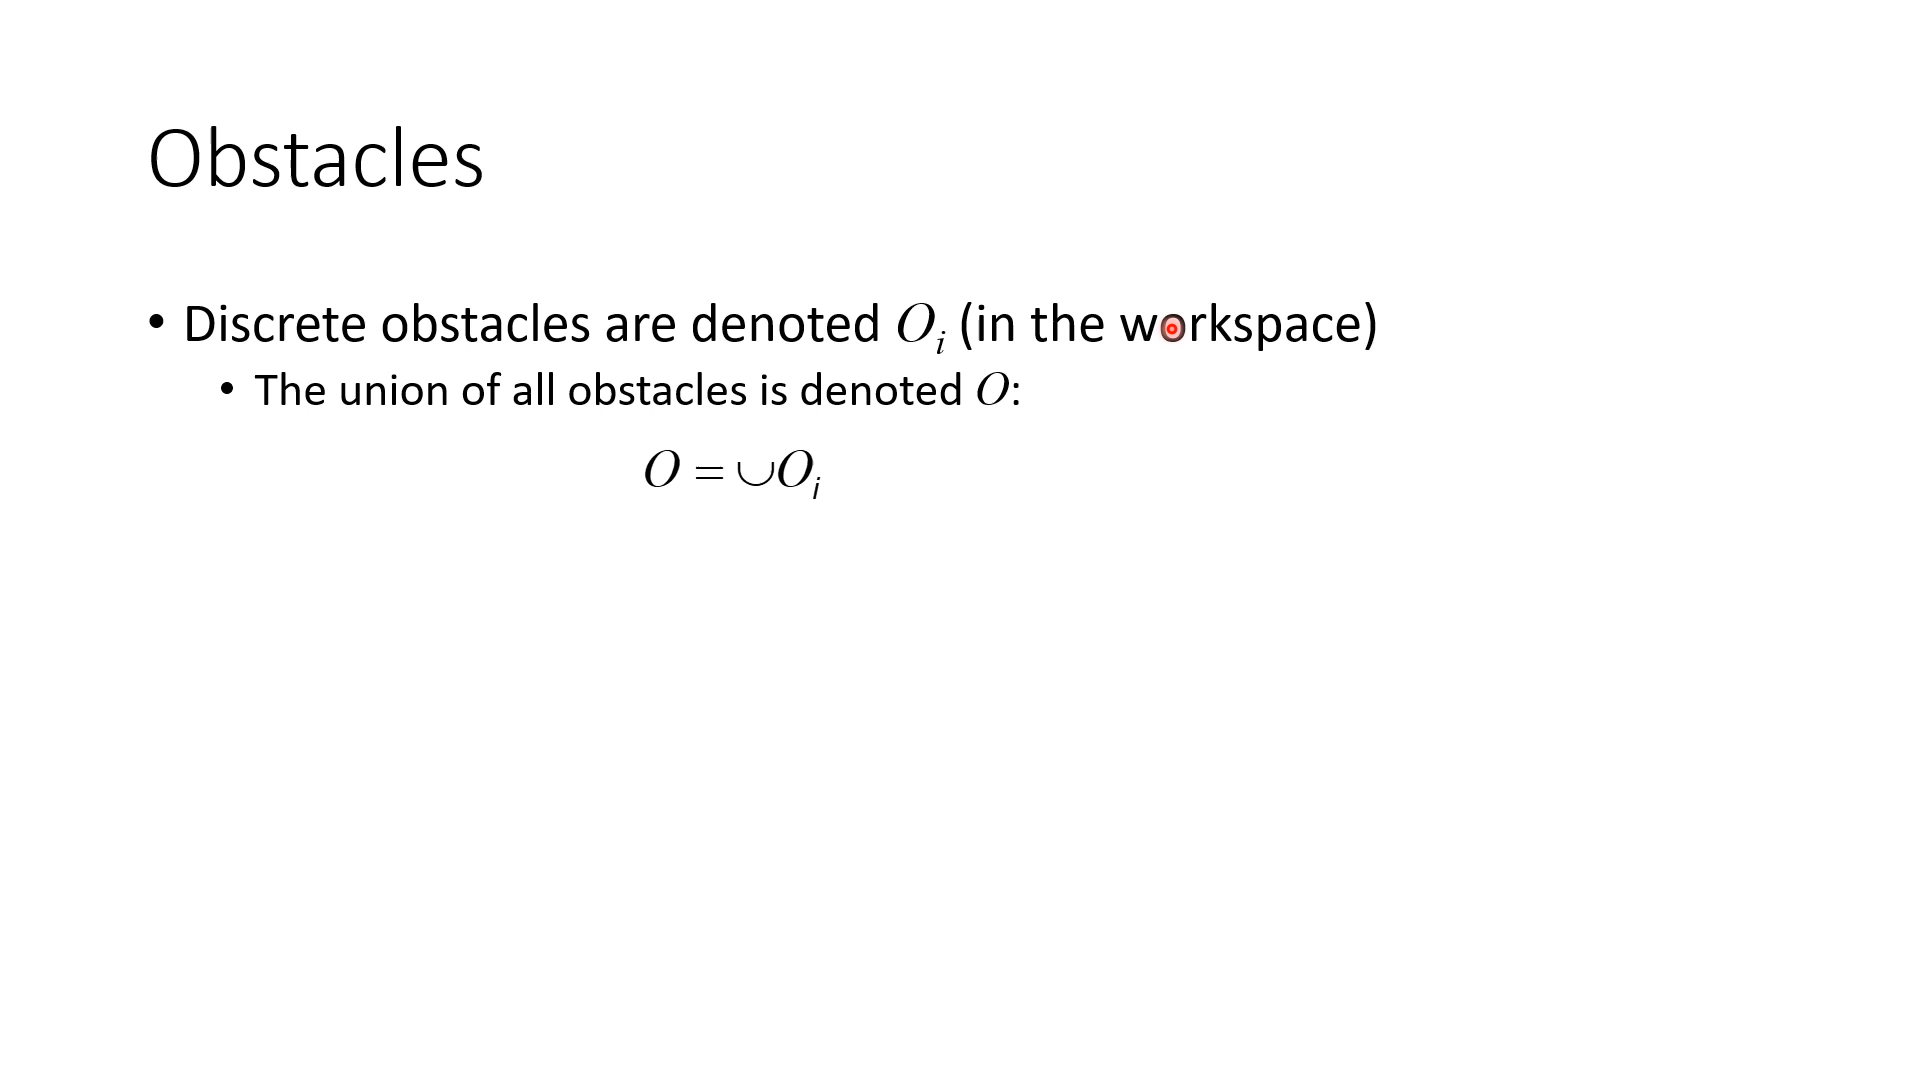 Obstacles
• Discrete obstacles are denoted Oᵢ (in the workspace)
• The union of all obstacles is denoted O:
O = ∪Oᵢ